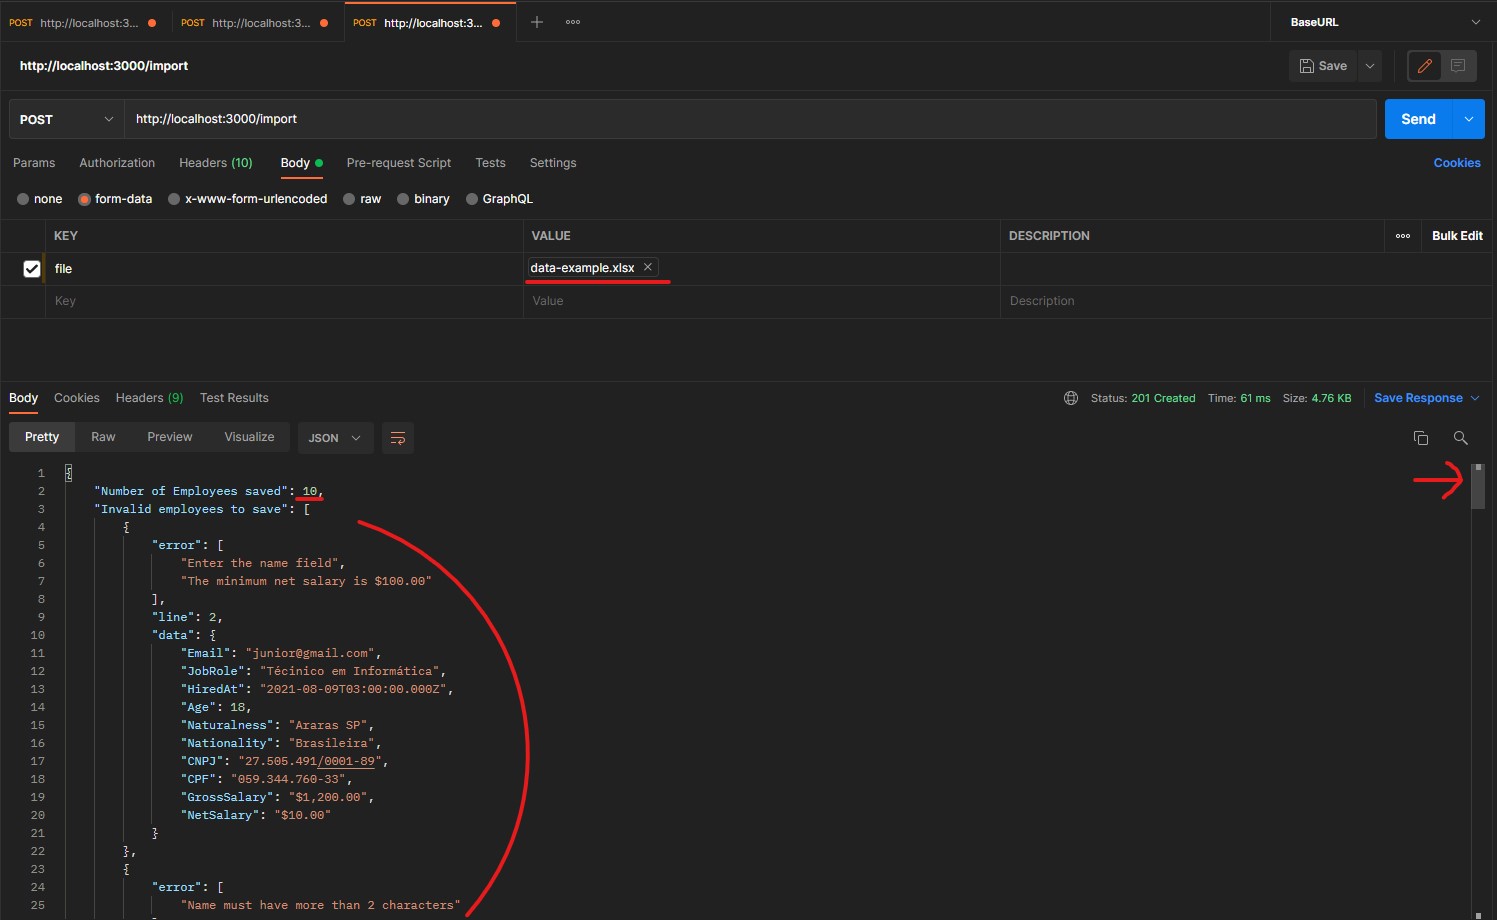 POST http://localhost:3... POST http://localhost:3... POST http://localhost:3... BaseURL
http://localhost:3000/import Save
POST http://localhost:3000/import Send
Params Authorization Headers (10) Body Pre-request Script Tests Settings Cookies
none form-data x-www-form-urlencoded raw binary GraphQL
KEY VALUE DESCRIPTION Bulk Edit
file data-example.xlsx
Key Value Description
Body Cookies Headers (9) Test Results Status: 201 Created Time: 61 ms Size: 4.76 KB Save Response
Pretty Raw Preview Visualize JSON
1 {
2 "Number of Employees saved": 10,
3 "Invalid employees to save": [
4 {
5 "error": [
6 "Enter the name field",
7 "The minimum net salary is $100.00"
8 ],
9 "line": 2,
10 "data": {
11 "Email": "junior@gmail.com",
12 "JobRole": "Técinico em Informática",
13 "HiredAt": "2021-08-09T03:00:00.000Z",
14 "Age": 18,
15 "Naturalness": "Araras SP",
16 "Nationality": "Brasileira",
17 "CNPJ": "27.505.491/0001-89",
18 "CPF": "059.344.760-33",
19 "GrossSalary": "$1,200.00",
20 "NetSalary": "$10.00"
21 }
22 },
23 {
24 "error": [
25 "Name must have more than 2 characters"